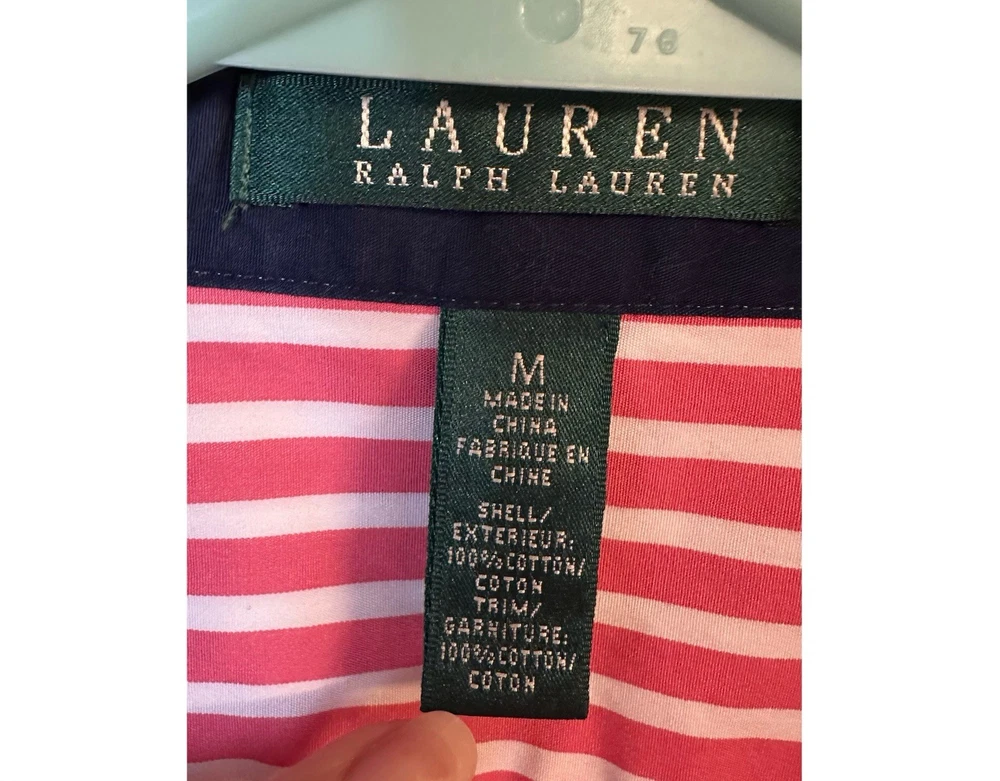 76
LAUREN
RALPH LAUREN
M
MADE IN
CHINA
FABRIQUE EN
CHINE
SHELL/
EXTERIEUR:
100%COTTON/
COTON
TRIM/
GARNITURE:
100%COTTON/
COTON